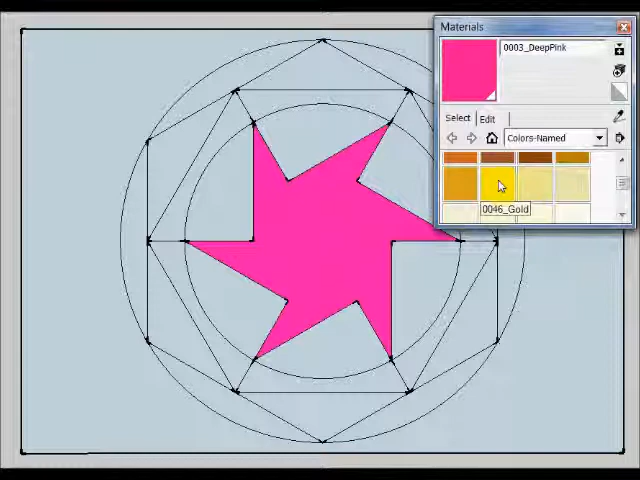 Materials
0003_DeepPink
Select Edit
Colors-Named
0046_Gold